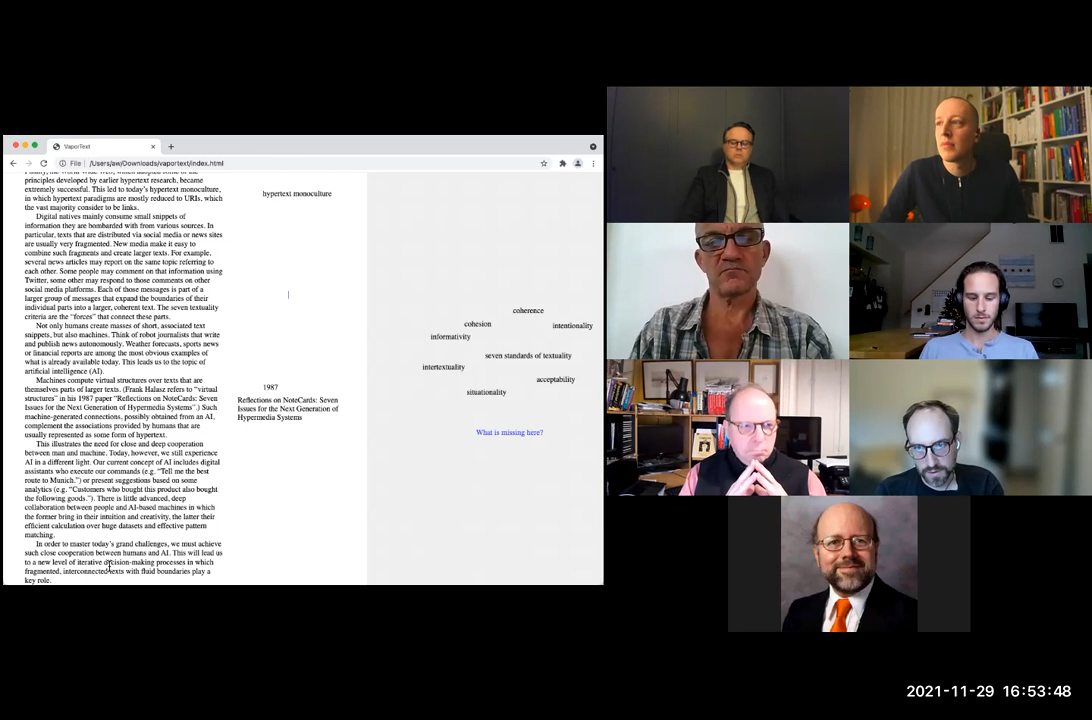 VaporText
File
/Users/aw/Downloads/vaportext/index.html
principles developed by earlier hypertext research, became
extremely successful. This led to today's hypertext monoculture,
in which hypertext paradigms are mostly reduced to URIs, which
the vast majority consider to be links.
Digital natives mainly consume small snippets of
information they are bombarded with from various sources. In
particular, texts that are distributed via social media or news sites
are usually very fragmented. New media make it easy to
combine such fragments and create larger texts. For example,
several news articles may report on the same topic referring to
each other. Some people may comment on that information using
Twitter, some other may respond to those comments on other
social media platforms. Each of those messages is part of a
larger group of messages that expand the boundaries of their
individual parts into a larger, coherent text. The seven textuality
criteria are the “forces” that connect these parts.
Not only humans create masses of short, associated text
snippets, but also machines. Think of robot journalists that write
and publish news autonomously. Weather forecasts, sports news
or financial reports are among the most obvious examples of
what is already available today. This leads us to the topic of
artificial intelligence (AI).
Machines compute virtual structures over texts that are
themselves parts of larger texts. (Frank Halasz refers to “virtual
structures” in his 1987 paper “Reflections on NoteCards: Seven
Issues for the Next Generation of Hypermedia Systems”.) Such
machine-generated connections, possibly obtained from an AI,
complement the associations provided by humans that are
usually represented as some form of hypertext.
This illustrates the need for close and deep cooperation
between man and machine. Today, however, we still experience
AI in a different light. Our current concept of AI includes digital
assistants who execute our commands (e.g. “Tell me the best
route to Munich.”) or present suggestions based on some
analytics (e.g. “Customers who bought this product also bought
the following goods.”). There is little advanced, deep
collaboration between people and AI-based machines in which
the former bring in their intuition and creativity, the latter their
efficient calculation over huge datasets and effective pattern
matching.
In order to master today's grand challenges, we must achieve
such close cooperation between humans and AI. This will lead us
to a new level of iterative decision-making processes in which
fragmented, interconnected texts with fluid boundaries play a
key role.
hypertext monoculture
1987
Reflections on NoteCards: Seven
Issues for the Next Generation of
Hypermedia Systems
coherence
cohesion
intentionality
informativity
seven standards of textuality
intertextuality
acceptability
situationality
What is missing here?
2021-11-29 16:53:48